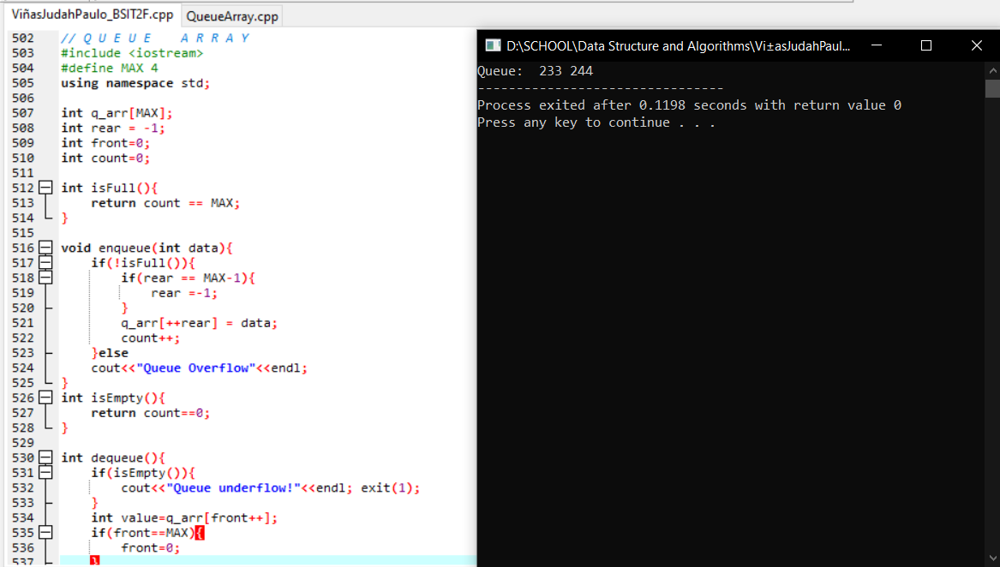 ViñasJudahPaulo_BSIT2F.cpp
QueueArray.cpp
502 // Q U E U E   A R R A Y
503 #include <iostream>
504 #define MAX 4
505 using namespace std;
506
507 int q_arr[MAX];
508 int rear = -1;
509 int front=0;
510 int count=0;
511
512 int isFull(){
513     return count == MAX;
514 }
515
516 void enqueue(int data){
517     if(!isFull()){
518         if(rear == MAX-1){
519             rear =-1;
520         }
521         q_arr[++rear] = data;
522         count++;
523     }else
524     cout<<"Queue Overflow"<<endl;
525 }
526 int isEmpty(){
527     return count==0;
528 }
529
530 int dequeue(){
531     if(isEmpty()){
532         cout<<"Queue underflow!"<<endl; exit(1);
533     }
534     int value=q_arr[front++];
535     if(front==MAX){
536         front=0;
537     }
D:\SCHOOL\Data Structure and Algorithms\Vi±asJudahPaul...
Queue:  233 244
--------------------------------
Process exited after 0.1198 seconds with return value 0
Press any key to continue . . .